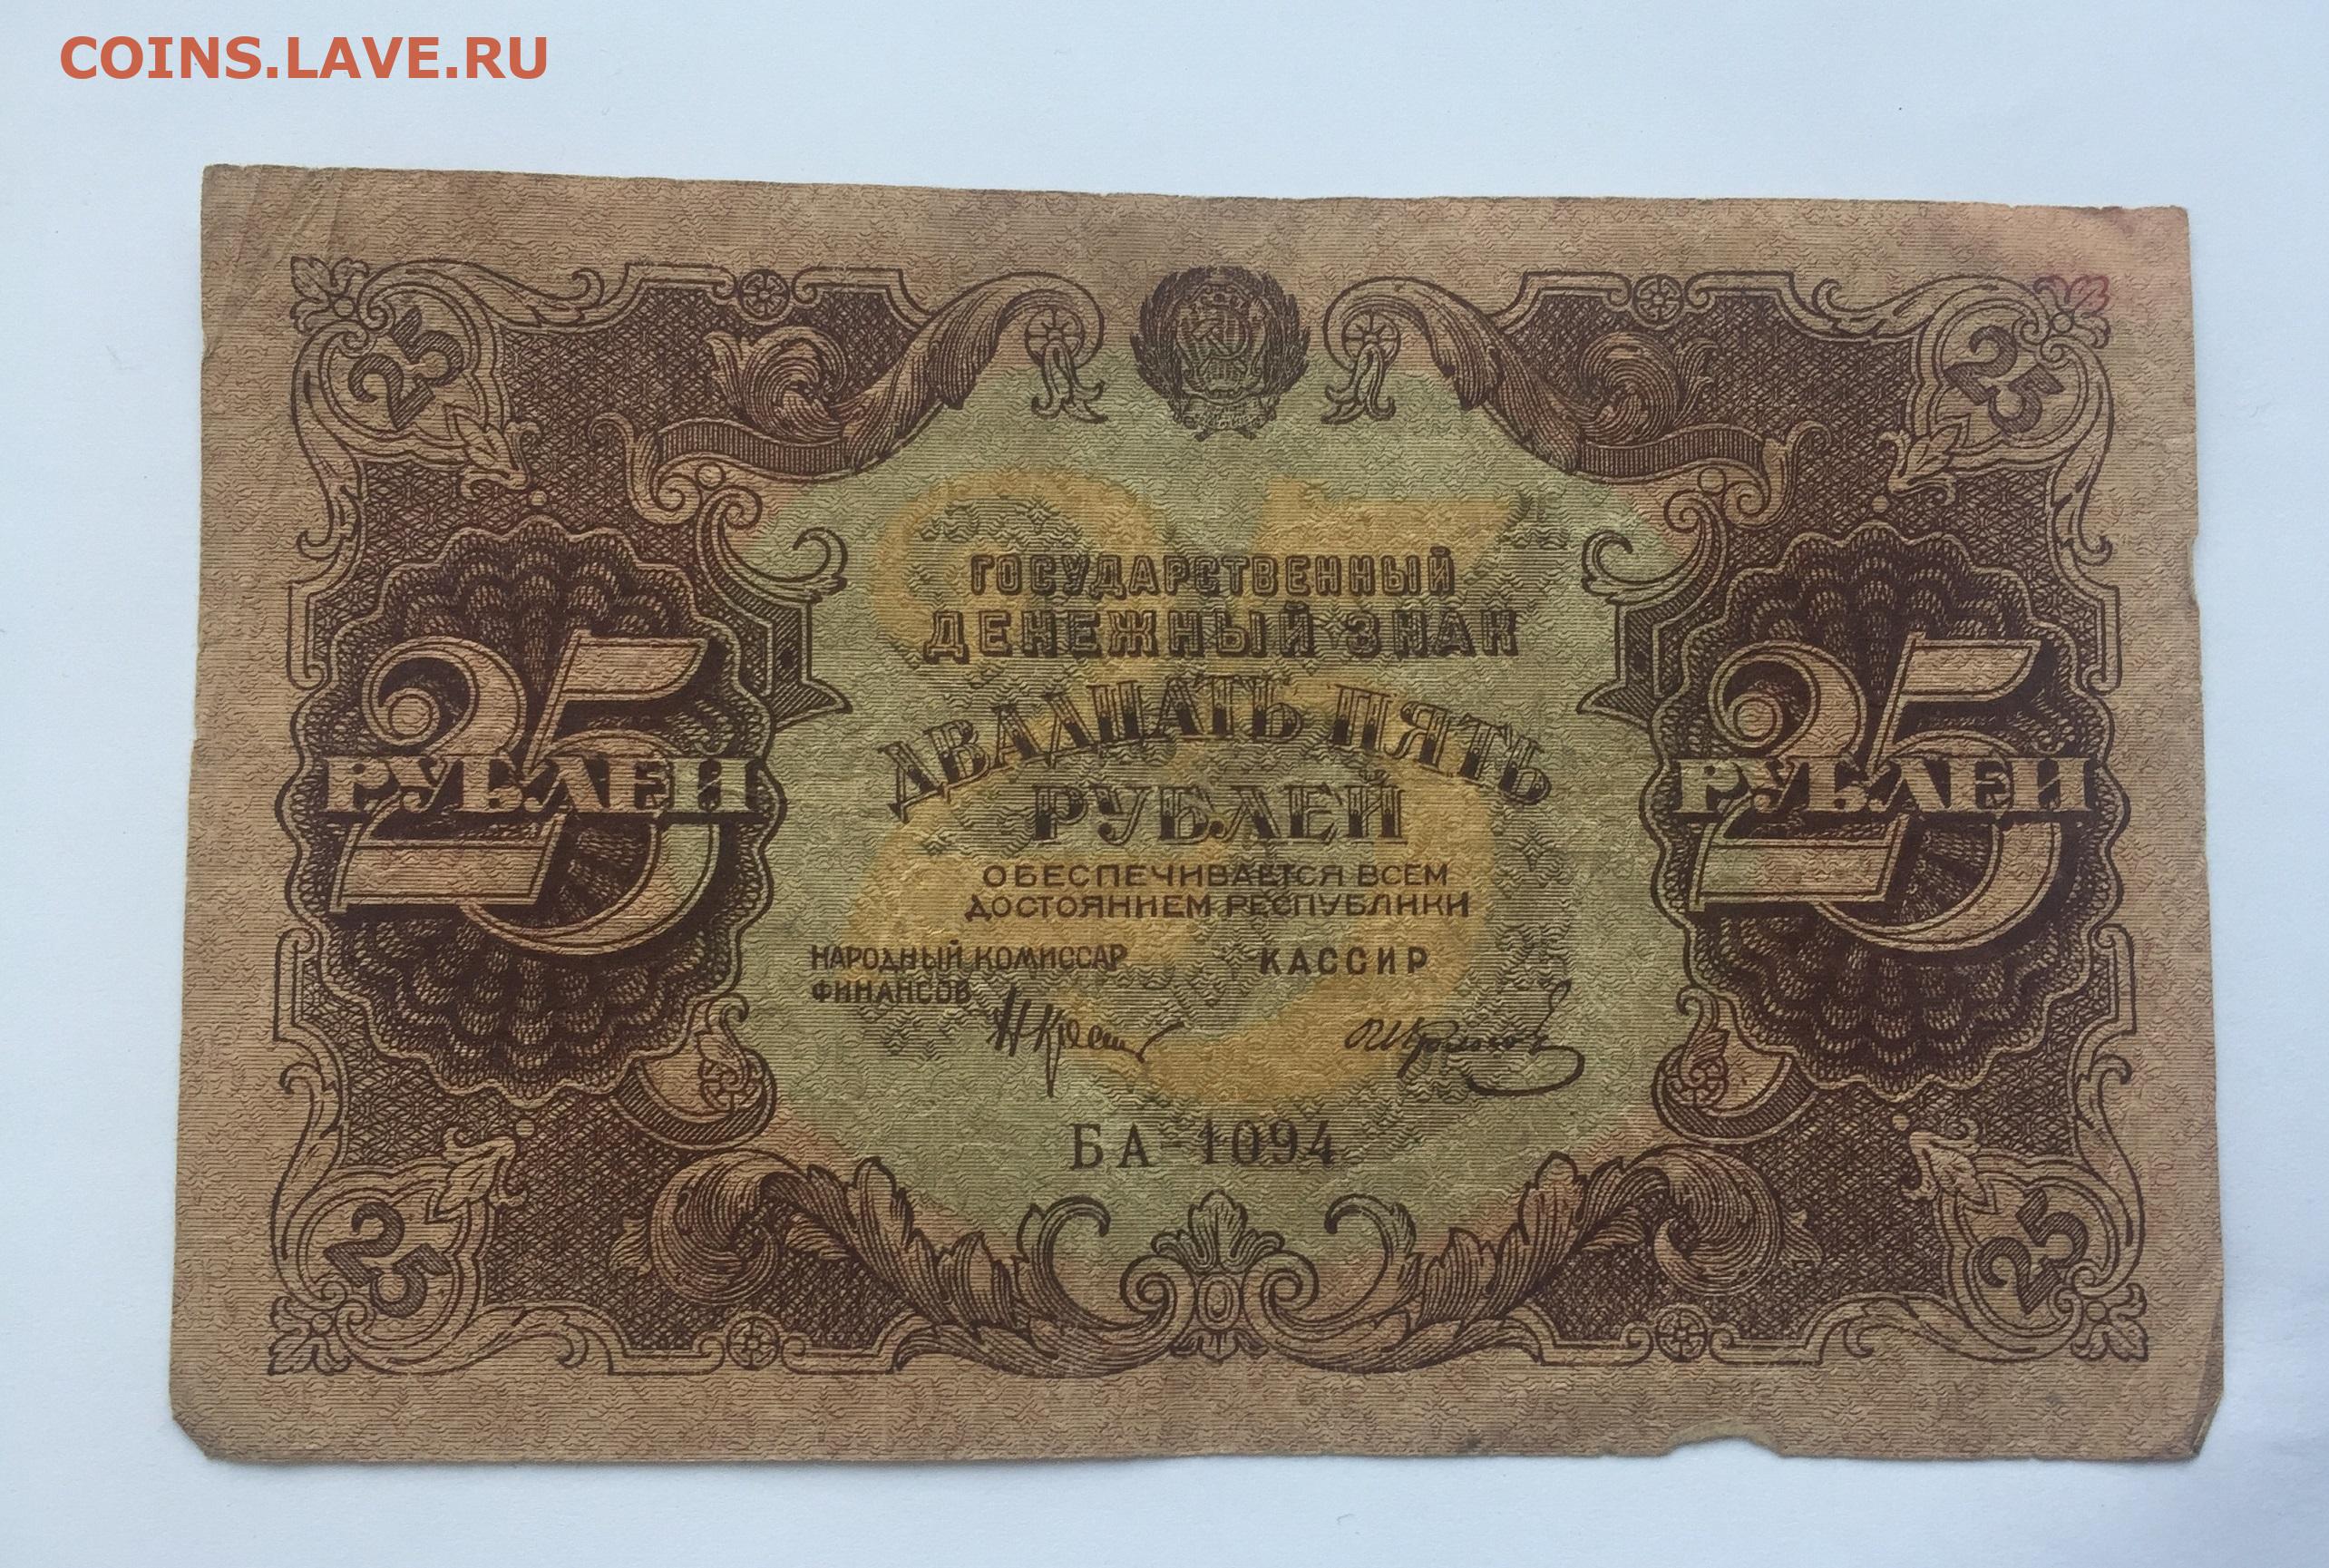 COINS.LAVE.RU
25
25
ГОСУДАРСТВЕННЫЙ
ДЕНЕЖНЫЙ ЗНАК
25
ДВАДЦАТЬ ПЯТЬ
РУБЛЕЙ
25
РУБЛЕЙ
25
РУБЛЕЙ
ОБЕСПЕЧИВАЕТСЯ ВСЕМ
ДОСТОЯНИЕМ РЕСПУБЛИКИ
НАРОДНЫЙ КОМИССАР
ФИНАНСОВ
КАССИР
БА-1094
25
25